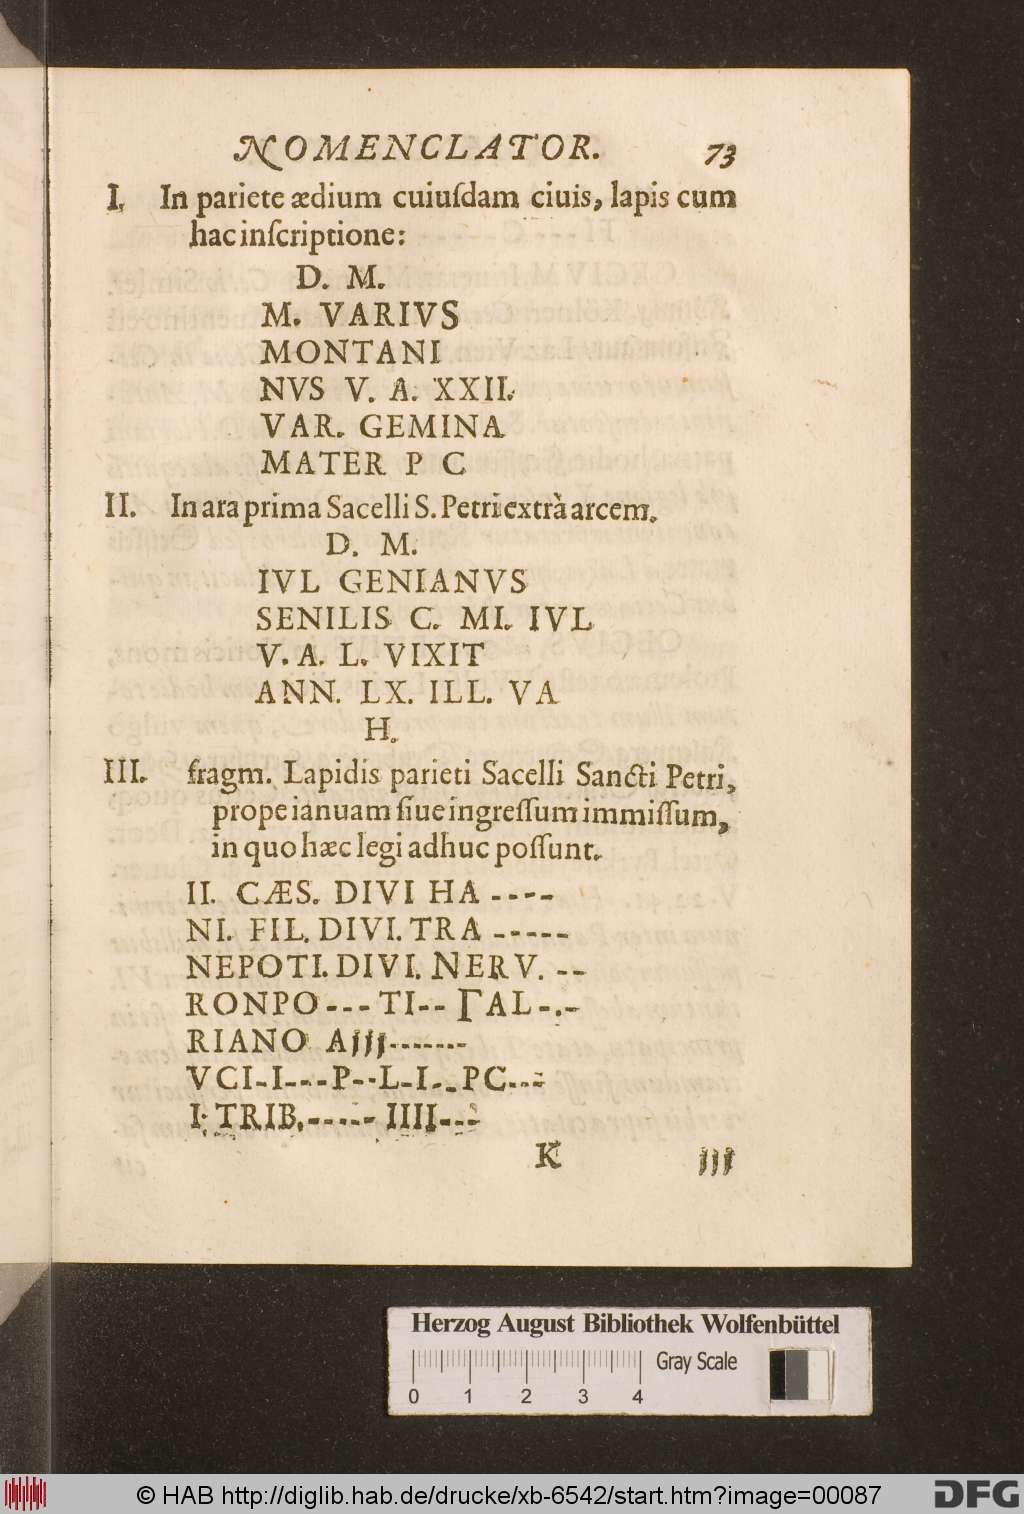 NOMENCLATOR. 73
I. In pariete ædium cuiuſdam ciuis, lapis cum
hac inſcriptione:
D. M.
M. VARIVS
MONTANI
NVS V. A. XXII.
VAR. GEMINA
MATER P C
II. In ara prima Sacelli S. Petri extrà arcem.
D. M.
IVL GENIANVS
SENILIS C. MI. IVL
V. A. L. VIXIT
ANN. LX. ILL. VA
H.
III. fragm. Lapidis parieti Sacelli Sancti Petri,
prope ianuam ſiue ingreſſum immiſſum,
in quo hæc legi adhuc poſſunt.
II. CÆS. DIVI HA ----
NI. FIL. DIVI. TRA -----
NEPOTI. DIVI. NERV. --
RONPO --- TI-- ΓAL -.-
RIANO A]]]-------
VCI-I---P--L-I-.PC---
I: TRIB.----- IIII---
K ]]]
Herzog August Bibliothek Wolfenbüttel
Gray Scale
0 1 2 3 4
© HAB http://diglib.hab.de/drucke/xb-6542/start.htm?image=00087
DFG